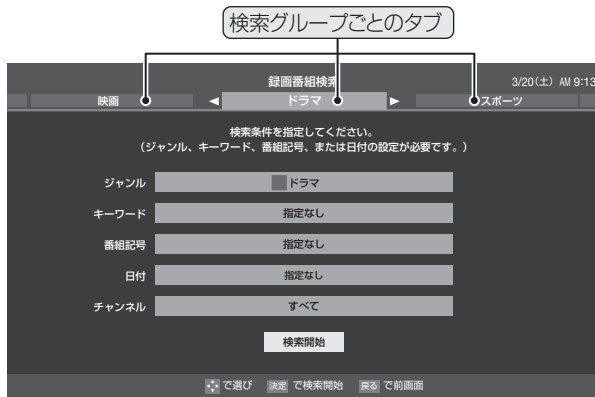 検索グループごとのタブ
録画番組検索
3/20(土) AM 9:13
映画 ◀ ドラマ ▶ スポーツ
検索条件を指定してください。
(ジャンル、キーワード、番組記号、または日付の設定が必要です。)
ジャンル ドラマ
キーワード 指定なし
番組記号 指定なし
日付 指定なし
チャンネル すべて
検索開始
で選び 決定 で検索開始 戻る で前画面